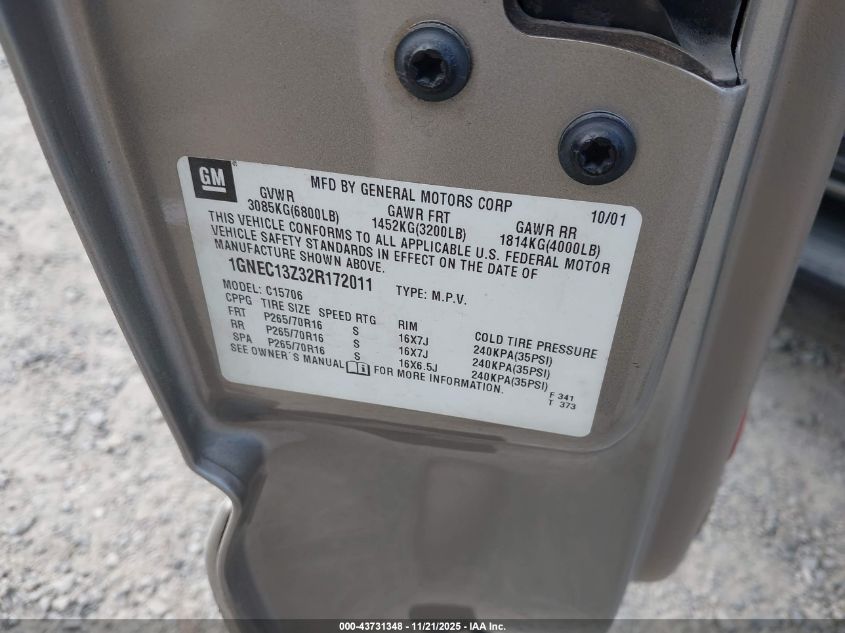 GM ® MFD BY GENERAL MOTORS CORP 10/01
GVWR GAWR FRT GAWR RR
3085KG(6800LB) 1452KG(3200LB) 1814KG(4000LB)
THIS VEHICLE CONFORMS TO ALL APPLICABLE U.S. FEDERAL MOTOR
VEHICLE SAFETY STANDARDS IN EFFECT ON THE DATE OF
MANUFACTURE SHOWN ABOVE.
1GNEC13Z32R172011 TYPE: M.P.V.
MODEL: C15706
CPPG TIRE SIZE SPEED RTG RIM COLD TIRE PRESSURE
FRT P265/70R16 S 16X7J 240KPA(35PSI)
RR P265/70R16 S 16X7J 240KPA(35PSI)
SPA P265/70R16 S 16X6.5J 240KPA(35PSI)
SEE OWNER'S MANUAL FOR MORE INFORMATION.
F 341
T 373
000-43731348 - 11/21/2025 - WWW.IAAI.COM